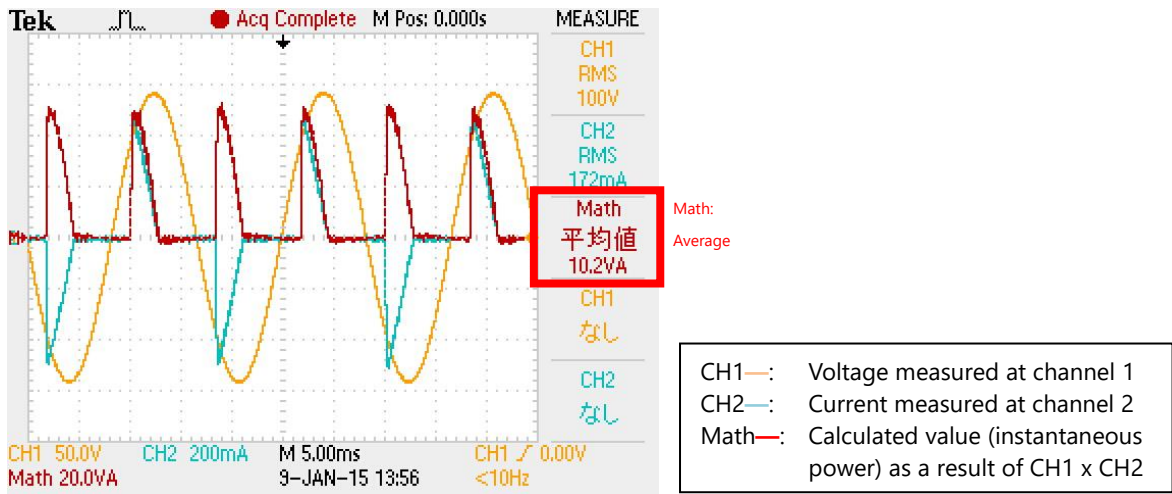 Tek
Acq Complete M Pos: 0.000s
MEASURE
CH1
RMS
100V
CH2
RMS
172mA
Math
平均値
10.2VA
CH1
なし
CH2
なし
Math:
Average
CH1 50.0V CH2 200mA M 5.00ms CH1 0.00V
Math 20.0VA 9-JAN-15 13:56 <10Hz
CH1—: Voltage measured at channel 1
CH2—: Current measured at channel 2
Math—: Calculated value (instantaneous
power) as a result of CH1 x CH2